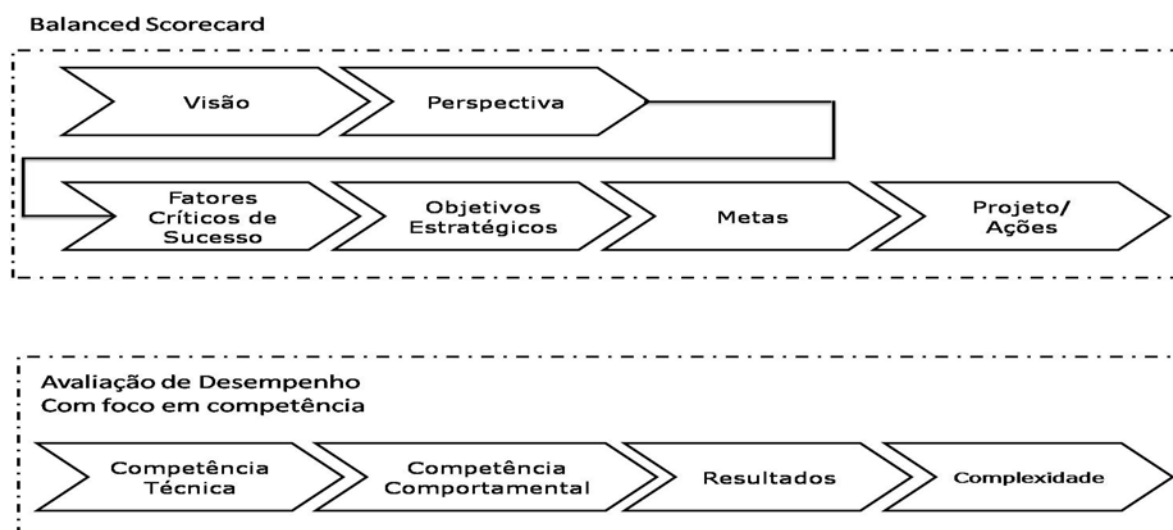 Balanced Scorecard
Visão
Perspectiva
Fatores
Críticos de
Sucesso
Objetivos
Estratégicos
Metas
Projeto/
Ações
Avaliação de Desempenho
Com foco em competência
Competência
Técnica
Competência
Comportamental
Resultados
Complexidade